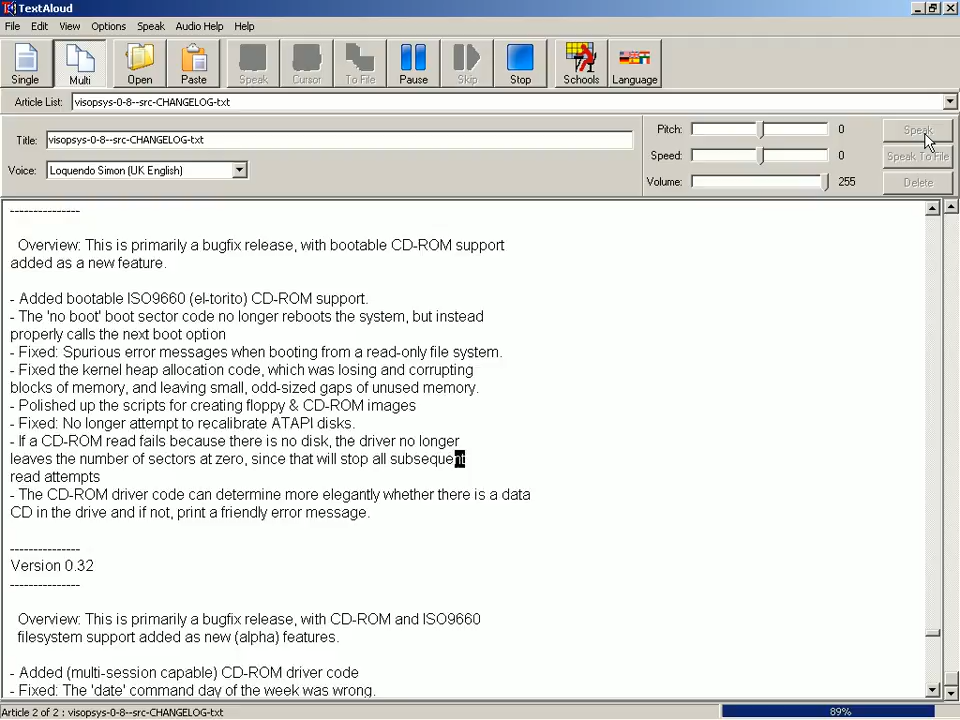 TextAloud
File Edit View Options Speak Audio Help Help
Single Multi Open Paste Speak Cursor To File Pause Skip Stop Schools Language
Article List: visopsys-0-8--src-CHANGELOG-txt
Title: visopsys-0-8--src-CHANGELOG-txt
Voice: Loquendo Simon (UK English)
Pitch: 0 Speak
Speed: 0 Speak To File
Volume: 255 Delete
---------------
Overview: This is primarily a bugfix release, with bootable CD-ROM support
added as a new feature.
- Added bootable ISO9660 (el-torito) CD-ROM support.
- The 'no boot' boot sector code no longer reboots the system, but instead
properly calls the next boot option
- Fixed: Spurious error messages when booting from a read-only file system.
- Fixed the kernel heap allocation code, which was losing and corrupting
blocks of memory, and leaving small, odd-sized gaps of unused memory.
- Polished up the scripts for creating floppy & CD-ROM images
- Fixed: No longer attempt to recalibrate ATAPI disks.
- If a CD-ROM read fails because there is no disk, the driver no longer
leaves the number of sectors at zero, since that will stop all subsequent
read attempts
- The CD-ROM driver code can determine more elegantly whether there is a data
CD in the drive and if not, print a friendly error message.
---------------
Version 0.32
---------------
Overview: This is primarily a bugfix release, with CD-ROM and ISO9660
filesystem support added as new (alpha) features.
- Added (multi-session capable) CD-ROM driver code
- Fixed: The 'date' command day of the week was wrong.
Article 2 of 2 : visopsys-0-8--src-CHANGELOG-txt 89%